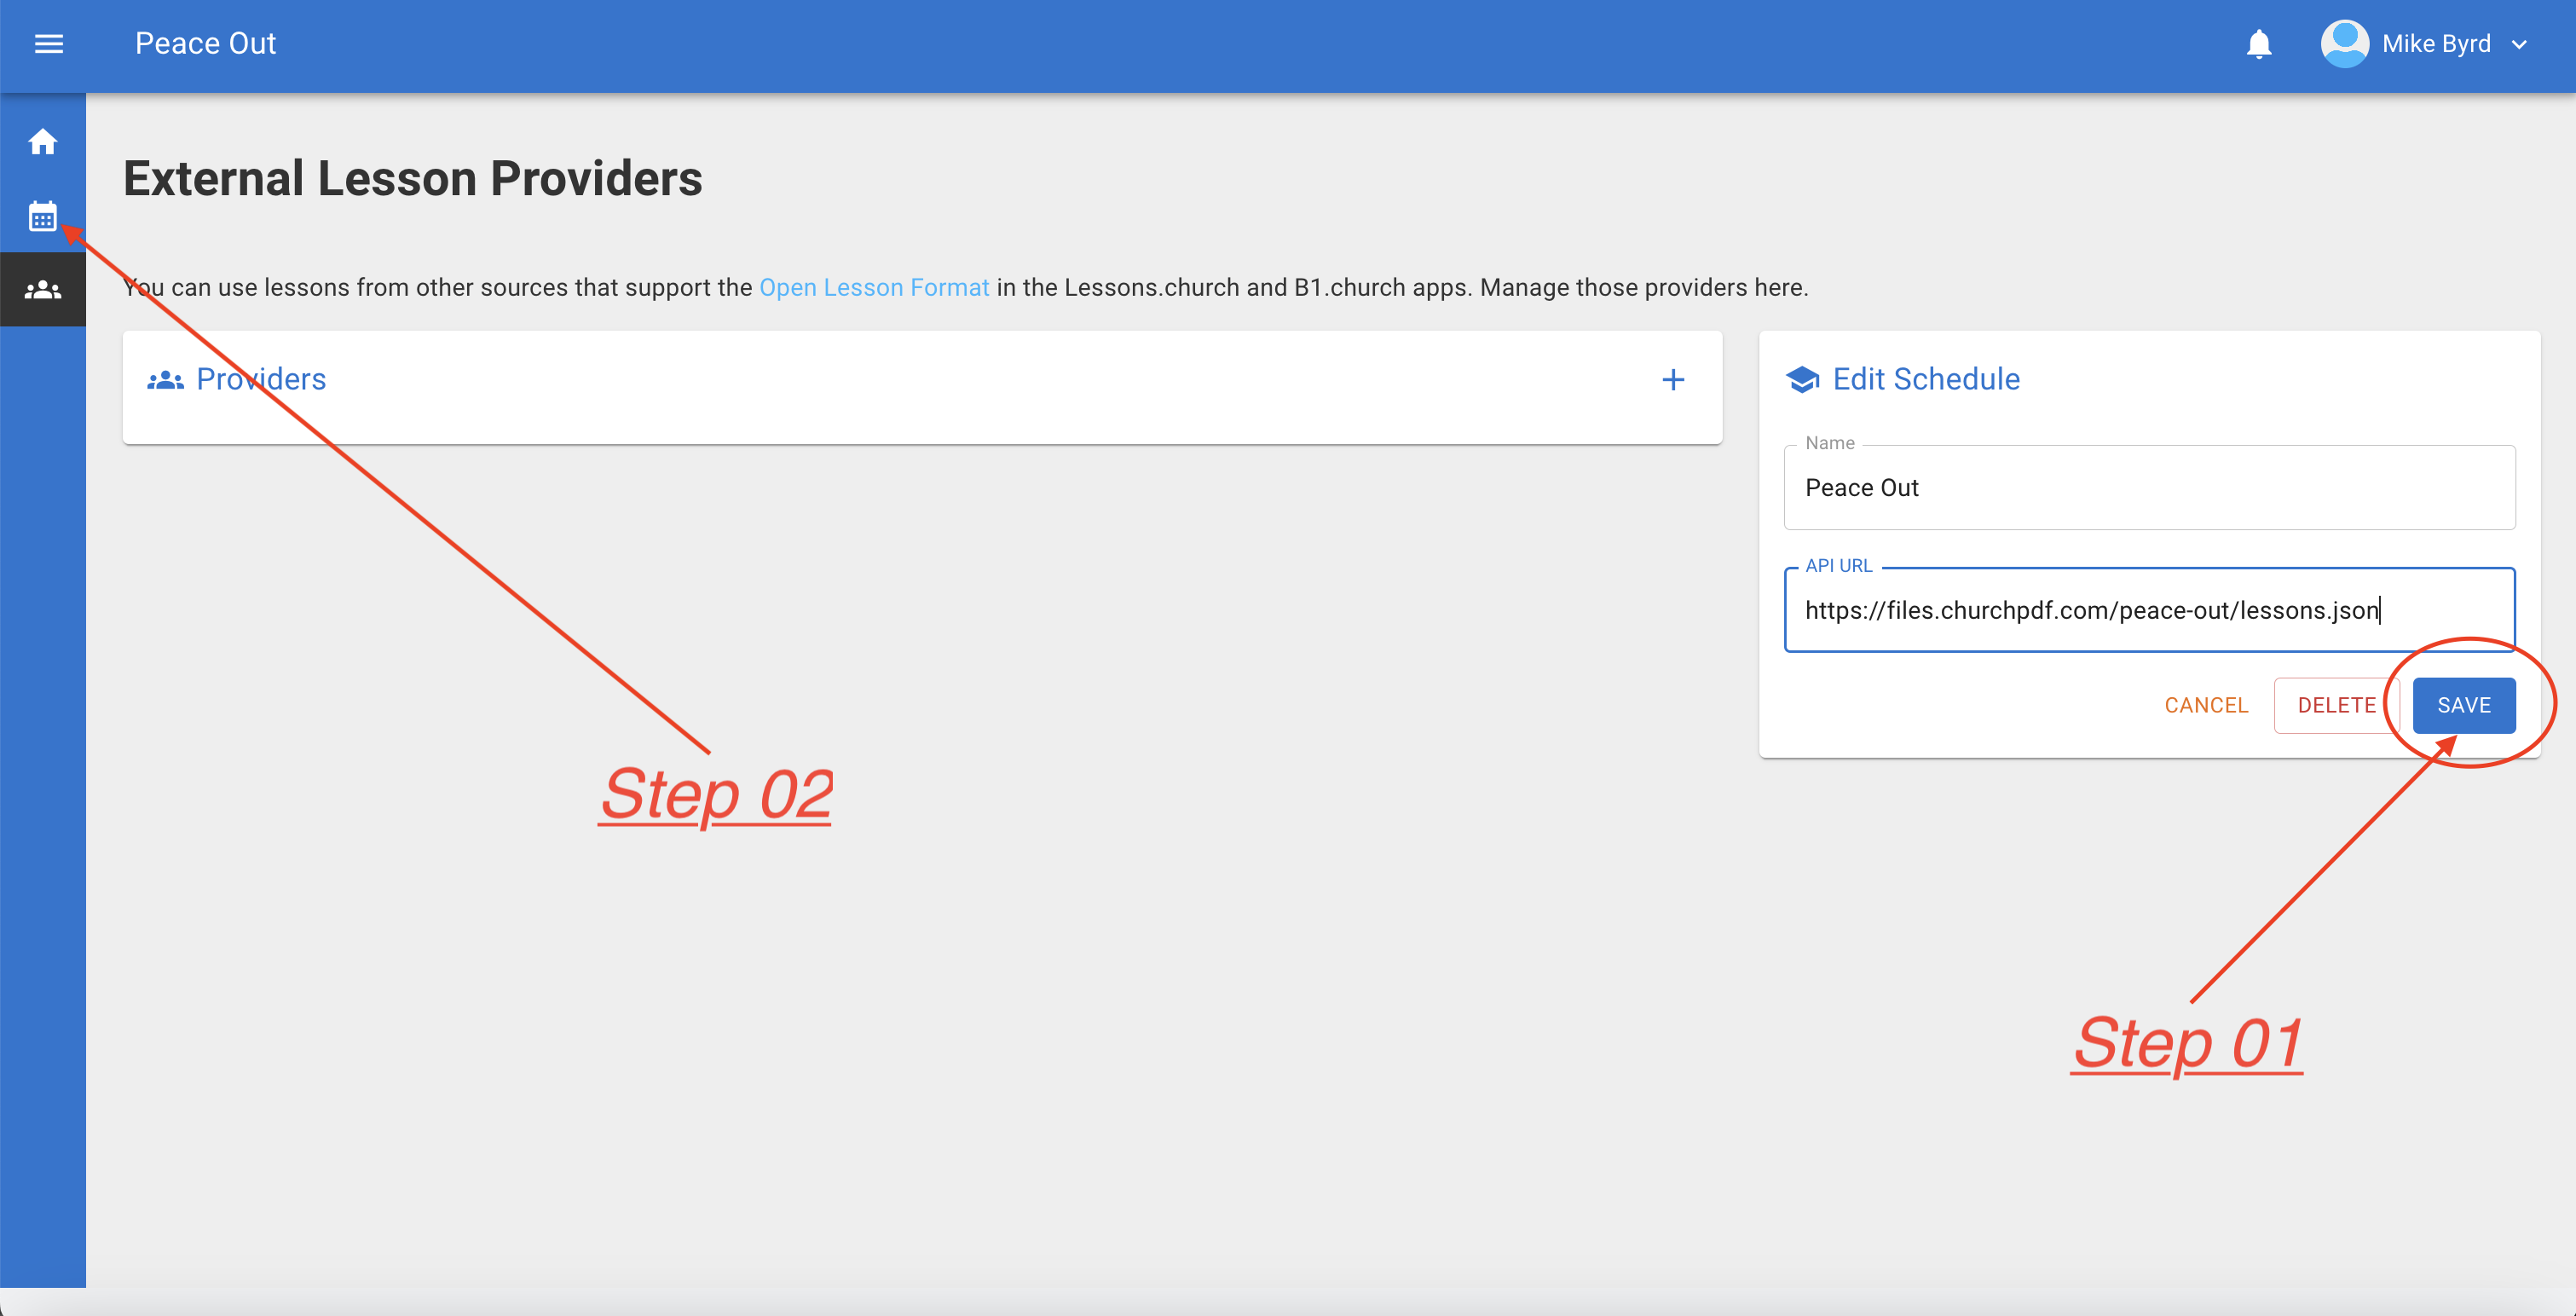 Peace Out
Mike Byrd
External Lesson Providers
You can use lessons from other sources that support the Open Lesson Format in the Lessons.church and B1.church apps. Manage those providers here.
Providers
Edit Schedule
Name
Peace Out
API URL
https://files.churchpdf.com/peace-out/lessons.json
CANCEL DELETE SAVE
Step 02
Step 01